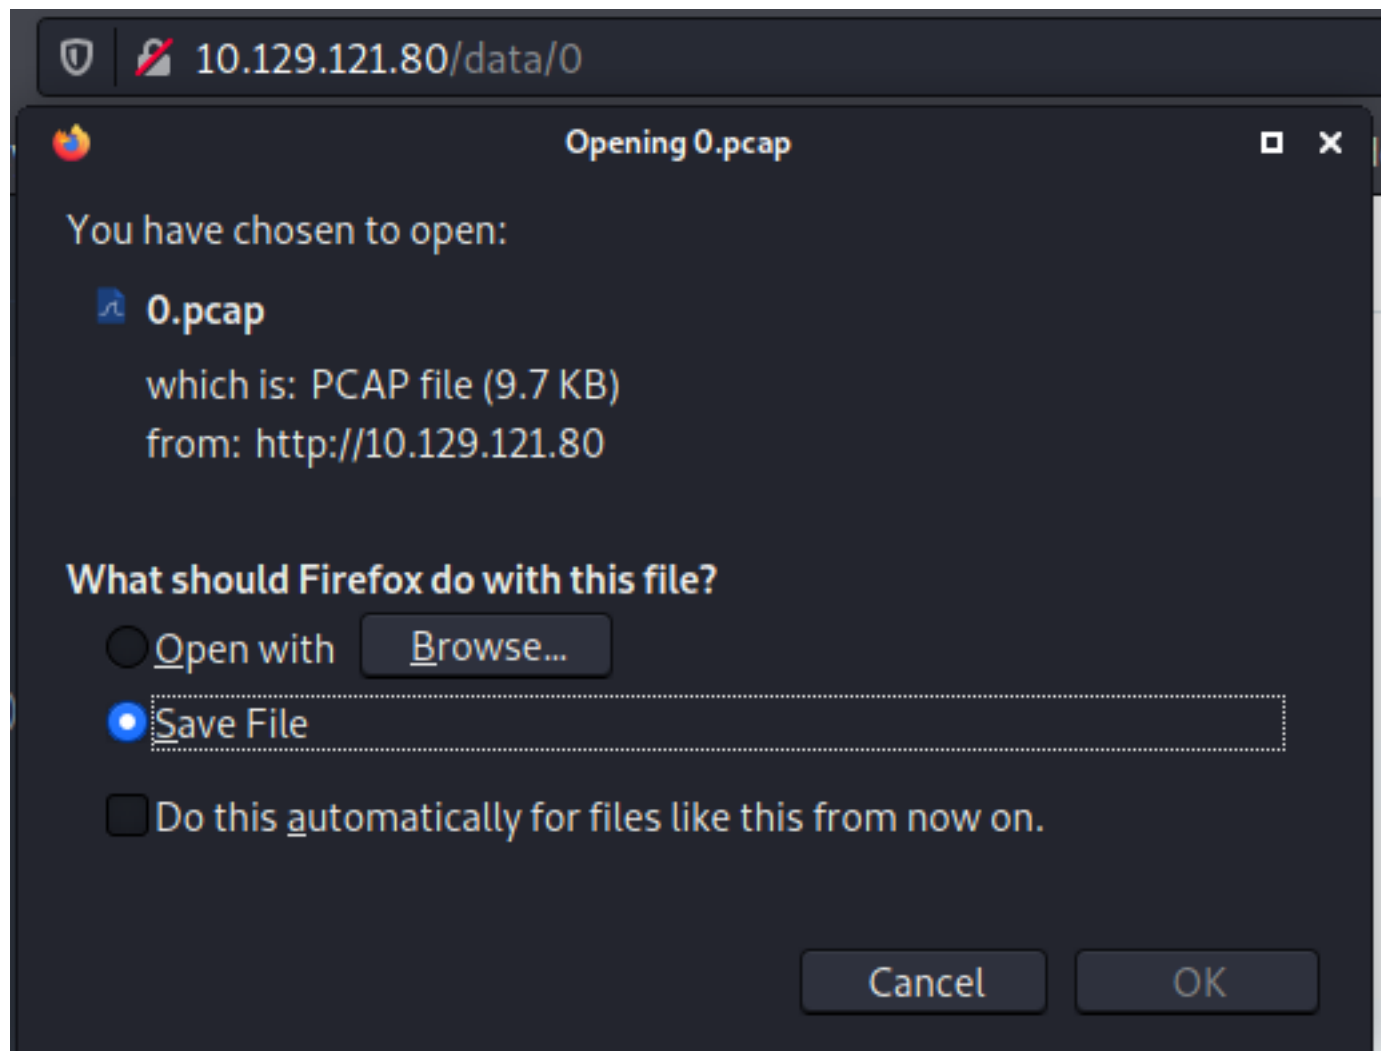 10.129.121.80/data/0
Opening 0.pcap
You have chosen to open:
0.pcap
which is: PCAP file (9.7 KB)
from: http://10.129.121.80
What should Firefox do with this file?
Open with Browse...
Save File
Do this automatically for files like this from now on.
Cancel OK